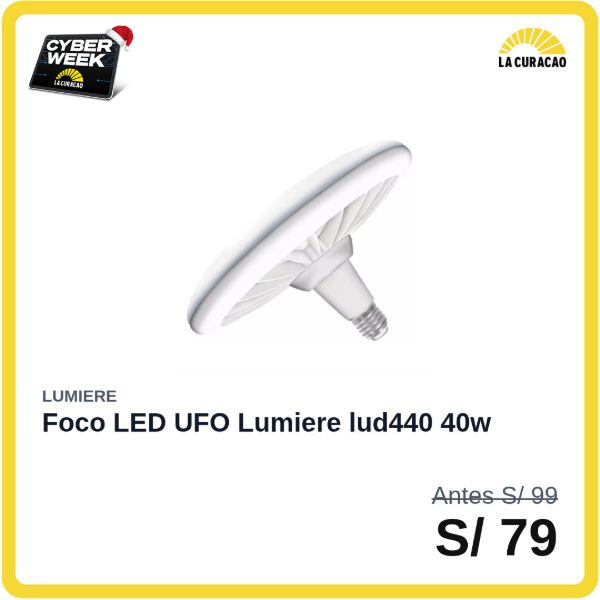 CYBER
WEEK
LA CURACAO
LA CURACAO
LUMIERE
Foco LED UFO Lumiere lud440 40w
Antes S/ 99
S/ 79